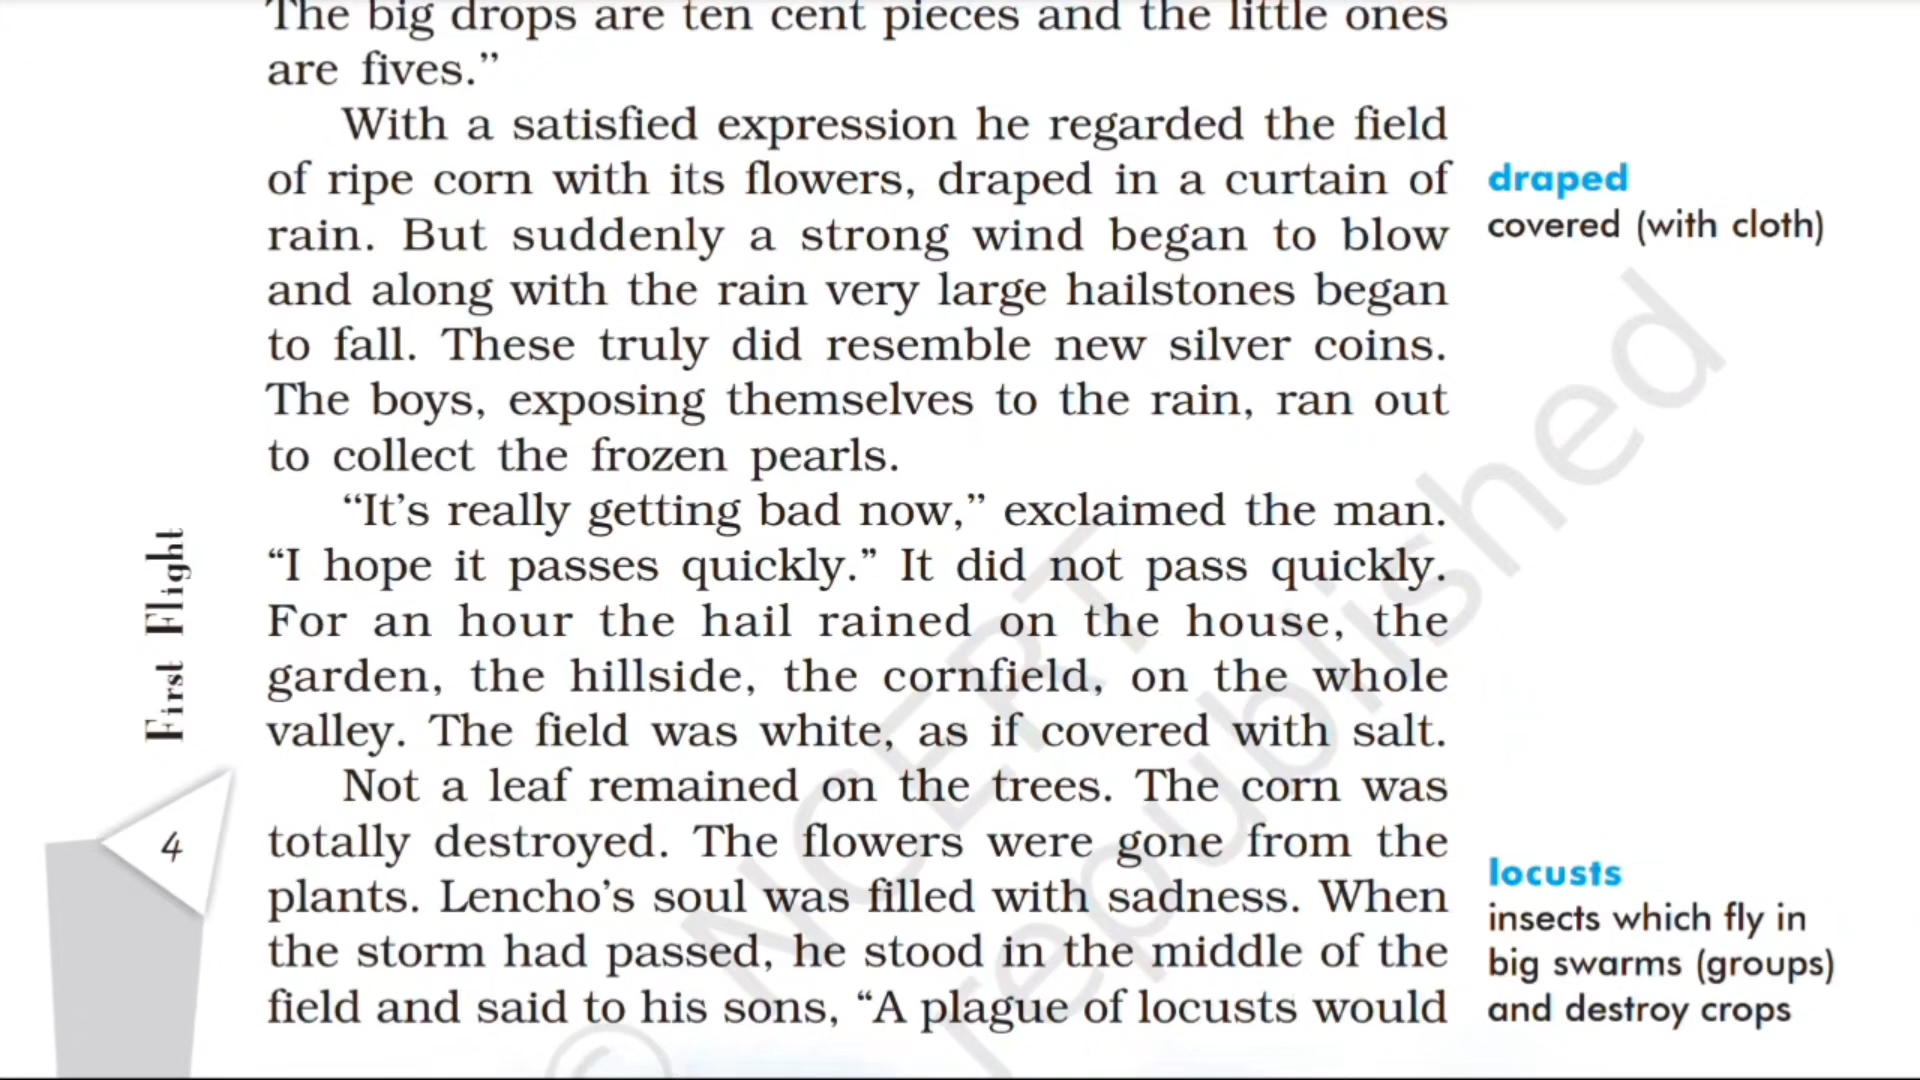 The big drops are ten cent pieces and the little ones
are fives.”
With a satisfied expression he regarded the field
of ripe corn with its flowers, draped in a curtain of
rain. But suddenly a strong wind began to blow
and along with the rain very large hailstones began
to fall. These truly did resemble new silver coins.
The boys, exposing themselves to the rain, ran out
to collect the frozen pearls.
“It’s really getting bad now,” exclaimed the man.
“I hope it passes quickly.” It did not pass quickly.
For an hour the hail rained on the house, the
garden, the hillside, the cornfield, on the whole
valley. The field was white, as if covered with salt.
Not a leaf remained on the trees. The corn was
totally destroyed. The flowers were gone from the
plants. Lencho’s soul was filled with sadness. When
the storm had passed, he stood in the middle of the
field and said to his sons, “A plague of locusts would
draped
covered (with cloth)
locusts
insects which fly in
big swarms (groups)
and destroy crops
First Flight
4
© NCERT
republished